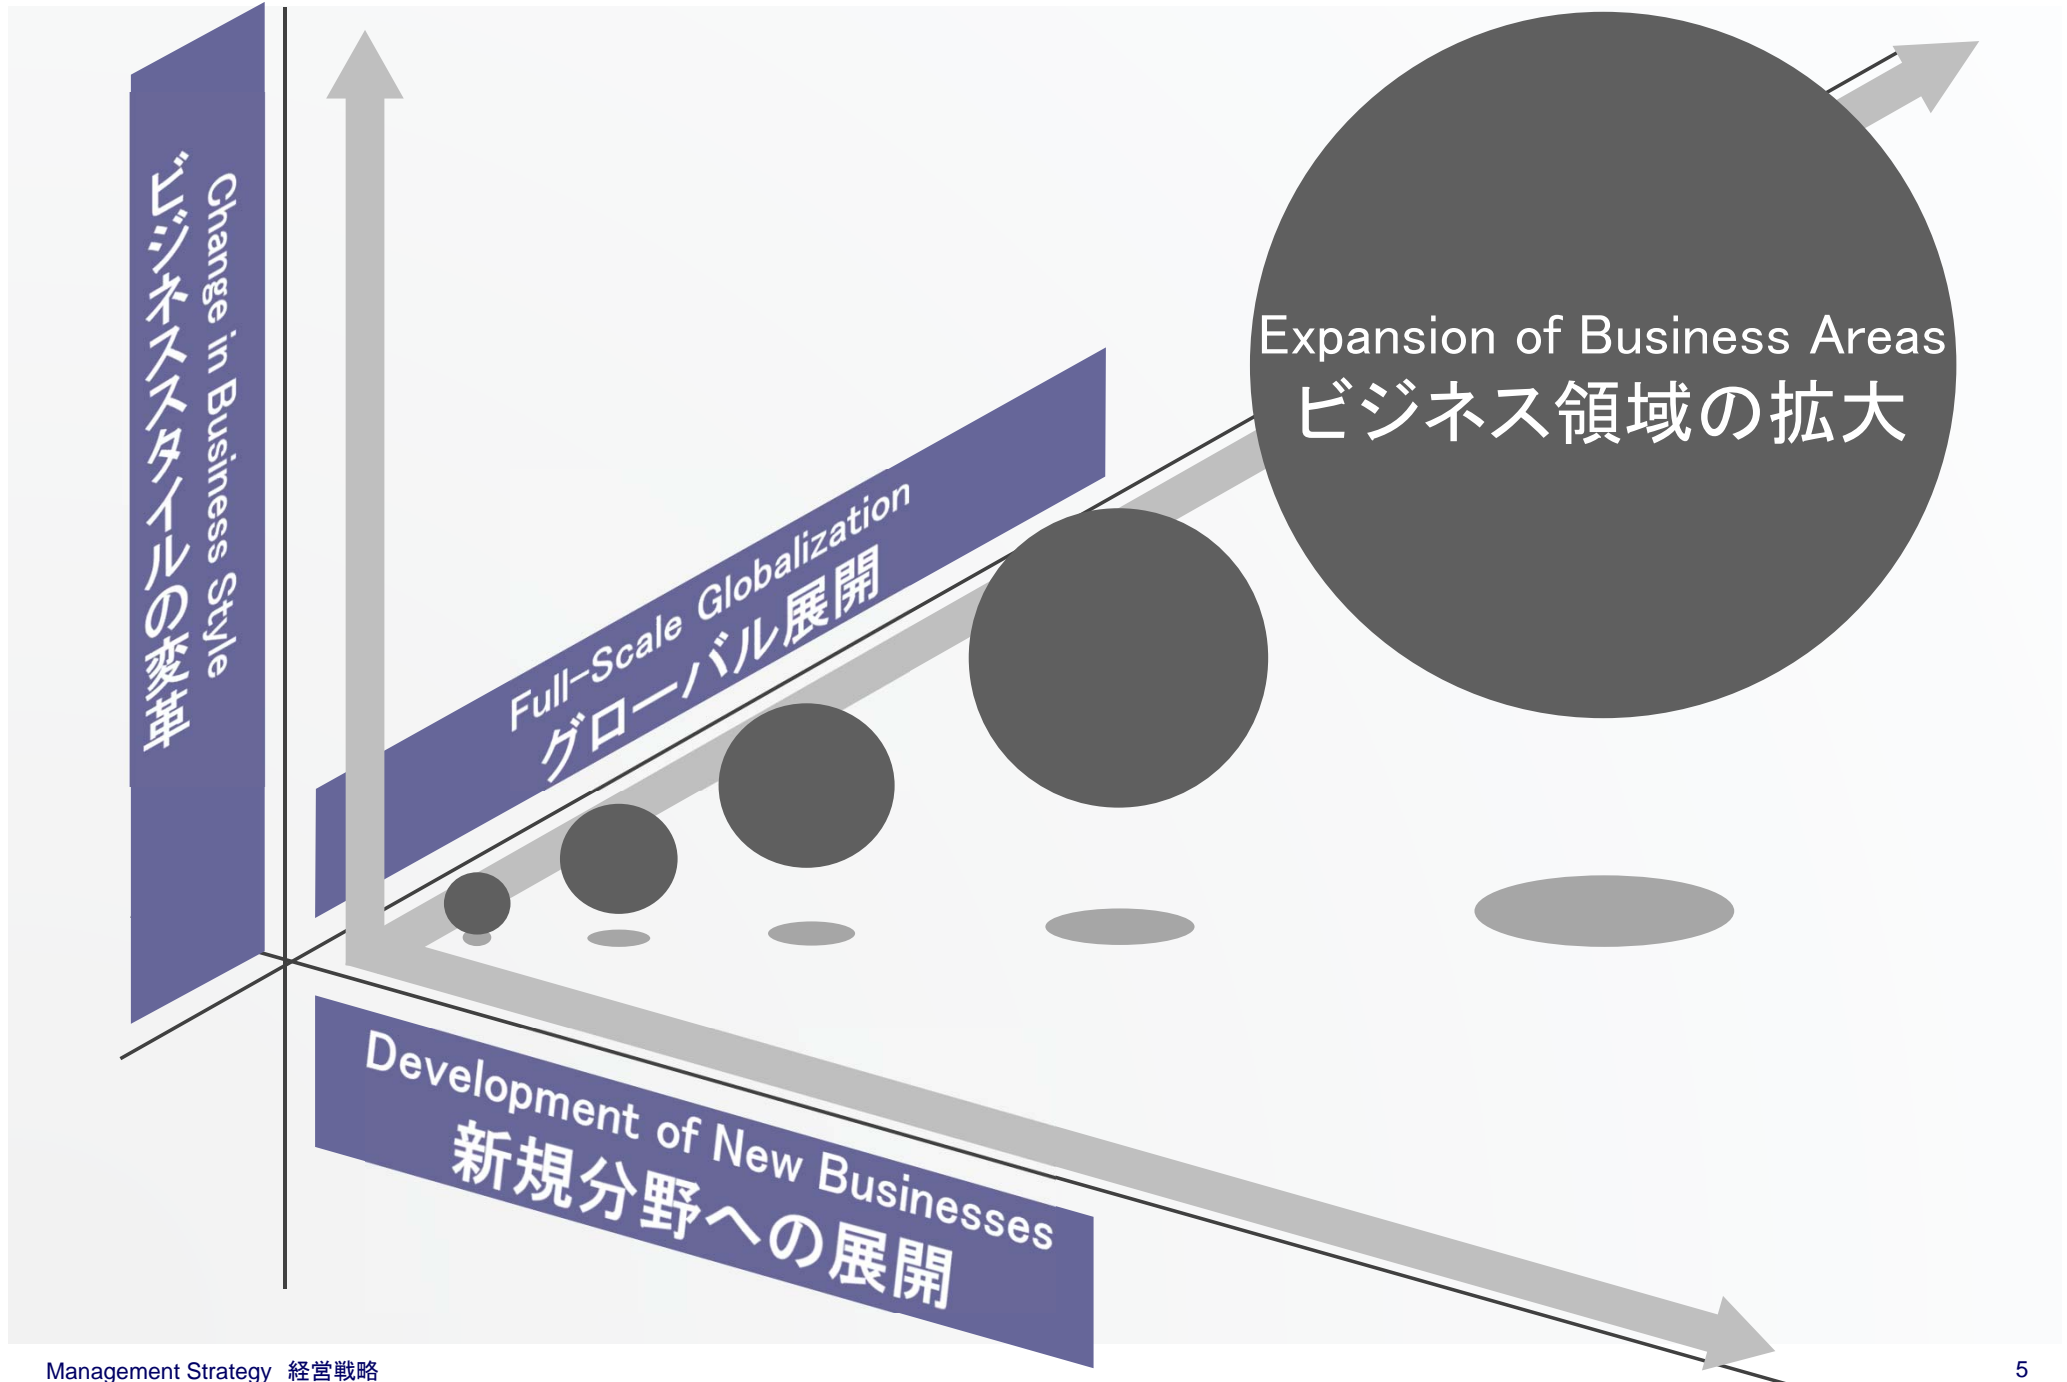 Change in Business Style
ビジネススタイルの変革
Full-Scale Globalization
グローバル展開
Expansion of Business Areas
ビジネス領域の拡大
Development of New Businesses
新規分野への展開
Management Strategy 経営戦略
5